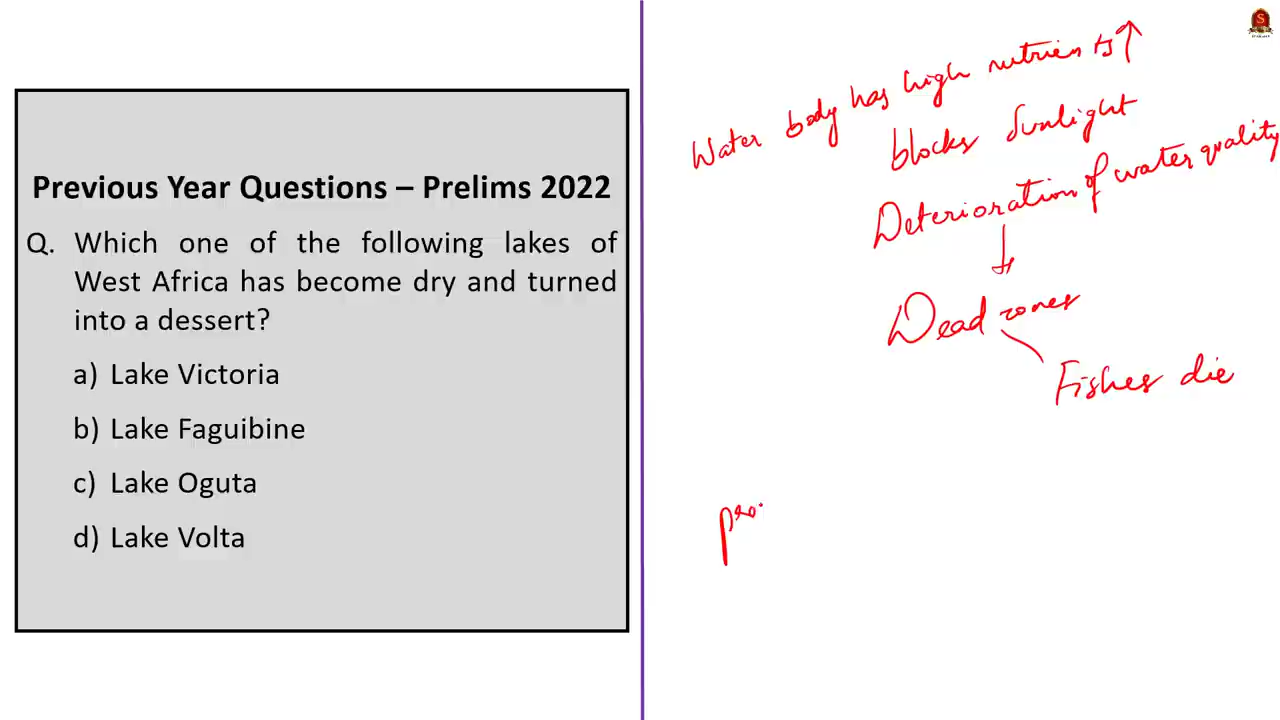 Previous Year Questions – Prelims 2022
Q. Which one of the following lakes of
West Africa has become dry and turned
into a dessert?
a) Lake Victoria
b) Lake Faguibine
c) Lake Oguta
d) Lake Volta
Water body has high nutrients ↑
blocks sunlight
Deterioration of water quality
Dead zones
Fishes die
pro